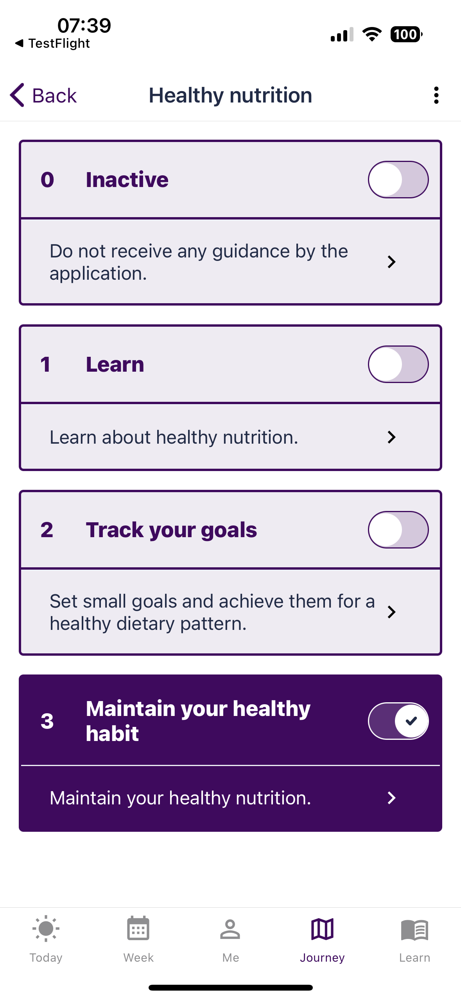 07:39
TestFlight
100
Back
Healthy nutrition
0 Inactive
Do not receive any guidance by the
application.
1 Learn
Learn about healthy nutrition.
2 Track your goals
Set small goals and achieve them for a
healthy dietary pattern.
3 Maintain your healthy
habit
Maintain your healthy nutrition.
Today Week Me Journey Learn